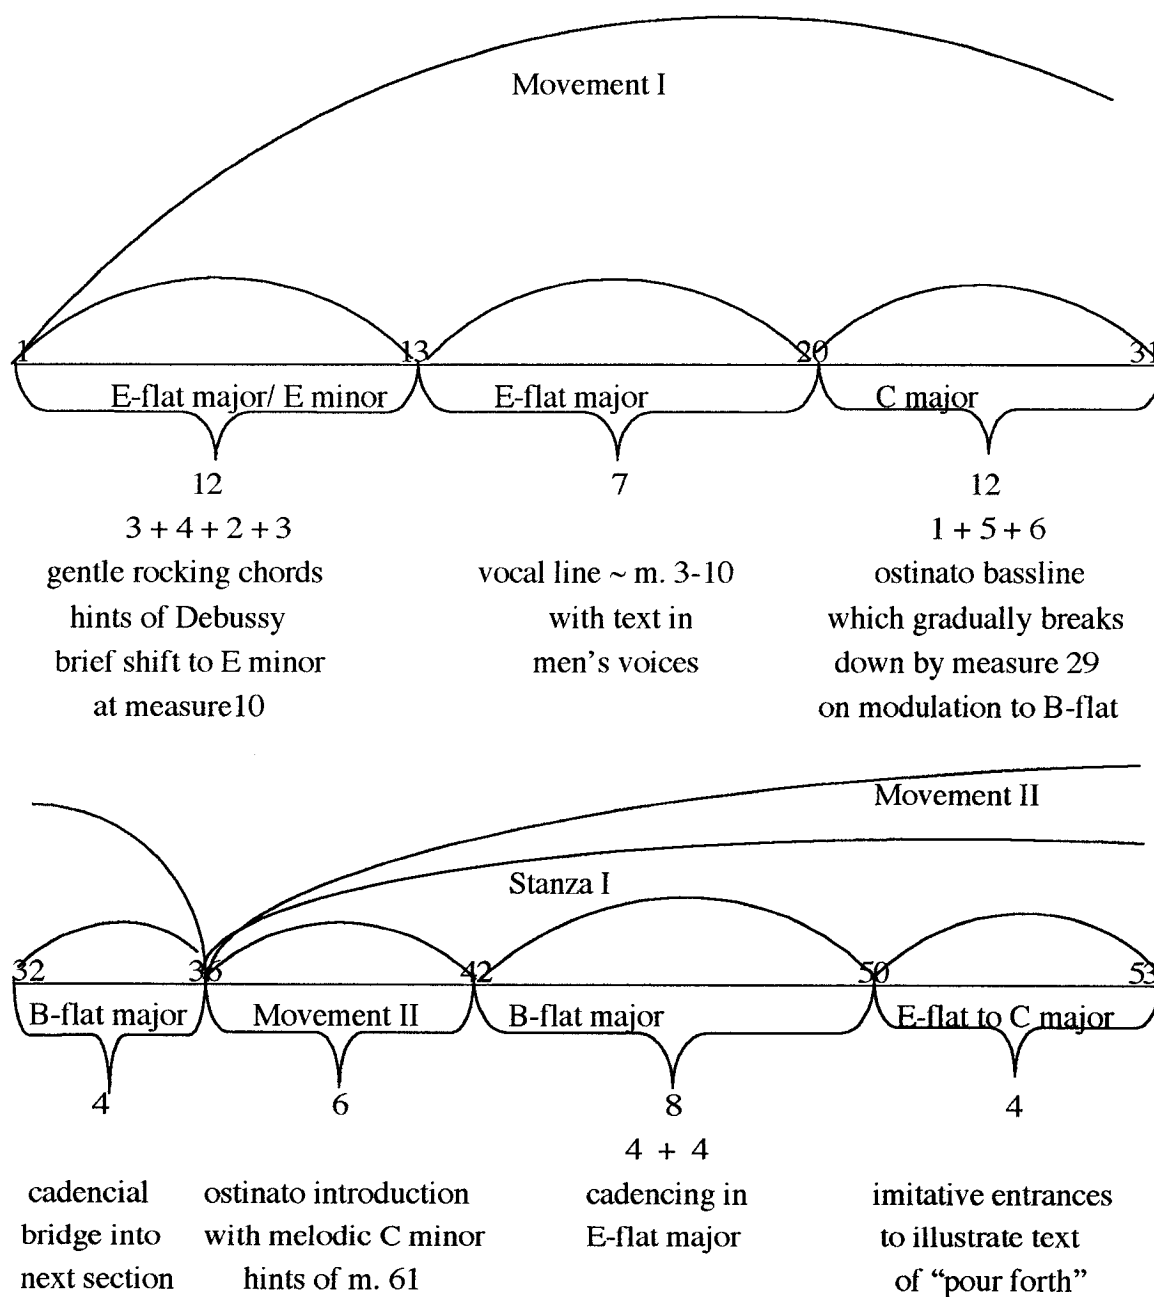 Movement I
1 13 20 31
E-flat major/ E minor E-flat major C major
12 7 12
3 + 4 + 2 + 3 1 + 5 + 6
gentle rocking chords vocal line ~ m. 3-10 ostinato bassline
hints of Debussy with text in which gradually breaks
brief shift to E minor men's voices down by measure 29
at measure10 on modulation to B-flat
Movement II
Stanza I
32 36 42 50 53
B-flat major Movement II B-flat major E-flat to C major
4 6 8 4
4 + 4
cadencial ostinato introduction cadencing in imitative entrances
bridge into with melodic C minor E-flat major to illustrate text
next section hints of m. 61 of “pour forth”